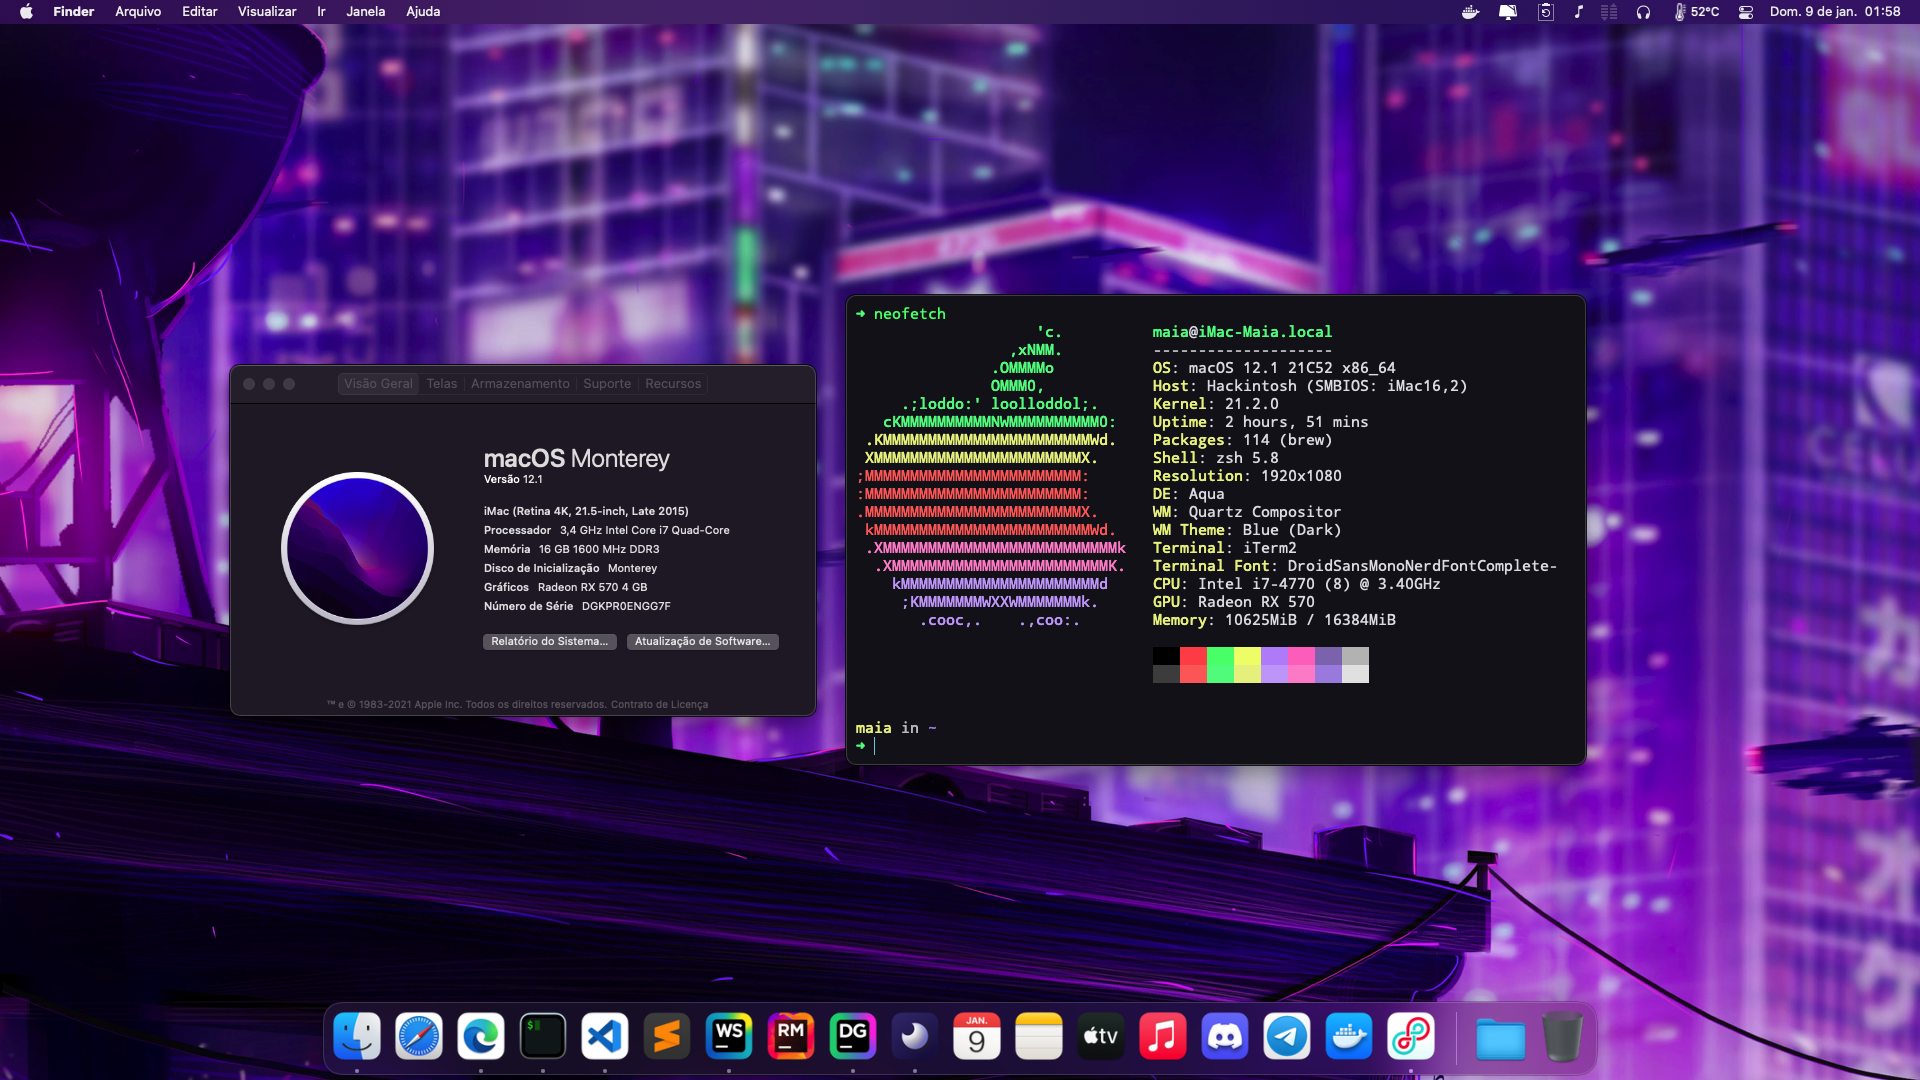 Finder Arquivo Editar Visualizar Ir Janela Ajuda
52°C Dom. 9 de jan. 01:58
Visão Geral Telas Armazenamento Suporte Recursos
macOS Monterey
Versão 12.1
iMac (Retina 4K, 21.5-inch, Late 2015)
Processador 3,4 GHz Intel Core i7 Quad-Core
Memória 16 GB 1600 MHz DDR3
Disco de Inicialização Monterey
Gráficos Radeon RX 570 4 GB
Número de Série DGKPR0ENGG7F
Relatório do Sistema... Atualização de Software...
™ e © 1983-2021 Apple Inc. Todos os direitos reservados. Contrato de Licença
➜ neofetch
'c.
,xNMM.
.OMMMMo
OMMM0,
.;loddo:' loolloddol;.
cKMMMMMMMMMMNWMMMMMMMMMM0:
.KMMMMMMMMMMMMMMMMMMMMMMMWd.
XMMMMMMMMMMMMMMMMMMMMMMMX.
;MMMMMMMMMMMMMMMMMMMMMMMM:
:MMMMMMMMMMMMMMMMMMMMMMMM:
.MMMMMMMMMMMMMMMMMMMMMMMMX.
kMMMMMMMMMMMMMMMMMMMMMMMMWd.
.XMMMMMMMMMMMMMMMMMMMMMMMMMMk
.XMMMMMMMMMMMMMMMMMMMMMMMMK.
kMMMMMMMMMMMMMMMMMMMMMMd
;KMMMMMMMWXXWMMMMMMMk.
.cooc,. .,coo:.
maia@iMac-Maia.local
--------------------
OS: macOS 12.1 21C52 x86_64
Host: Hackintosh (SMBIOS: iMac16,2)
Kernel: 21.2.0
Uptime: 2 hours, 51 mins
Packages: 114 (brew)
Shell: zsh 5.8
Resolution: 1920x1080
DE: Aqua
WM: Quartz Compositor
WM Theme: Blue (Dark)
Terminal: iTerm2
Terminal Font: DroidSansMonoNerdFontComplete-
CPU: Intel i7-4770 (8) @ 3.40GHz
GPU: Radeon RX 570
Memory: 10625MiB / 16384MiB
maia in ~
➜
$ WS RM DG JAN. 9 tv